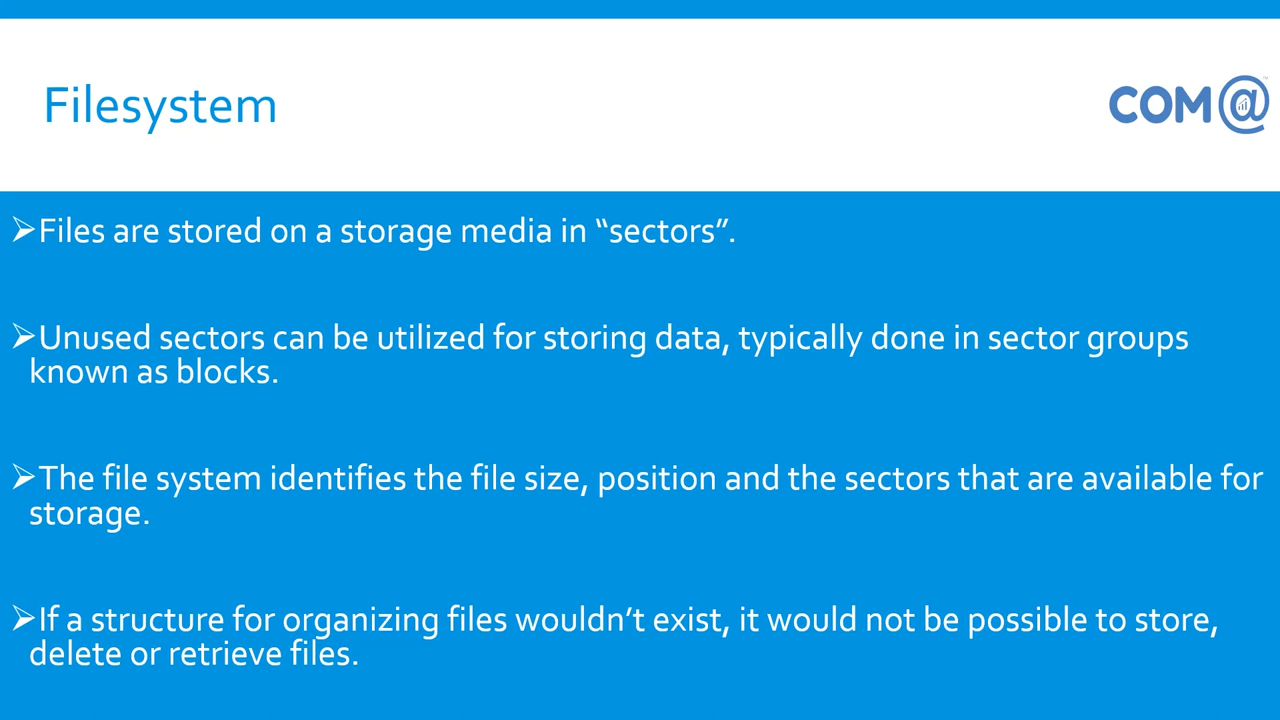 Filesystem
COM@
➢Files are stored on a storage media in “sectors”.
➢Unused sectors can be utilized for storing data, typically done in sector groups
known as blocks.
➢The file system identifies the file size, position and the sectors that are available for
storage.
➢If a structure for organizing files wouldn’t exist, it would not be possible to store,
delete or retrieve files.